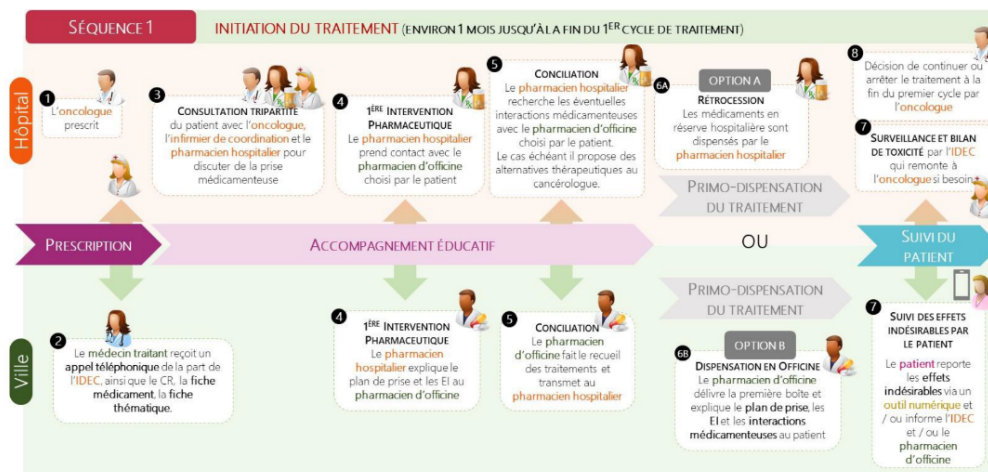 SÉQUENCE 1
INITIATION DU TRAITEMENT (ENVIRON 1 MOIS JUSQU'À LA FIN DU 1ER CYCLE DE TRAITEMENT)
Hôpital
1
L'oncologue
prescrit
3
CONSULTATION TRIPARTITE
du patient avec l'oncologue,
l'infirmier de coordination et le
pharmacien hospitalier pour
discuter de la prise
médicamenteuse
4
1ÈRE INTERVENTION
PHARMACEUTIQUE
Le pharmacien hospitalier
prend contact avec le
pharmacien d'officine
choisi par le patient
5
CONCILIATION
Le pharmacien hospitalier
recherche les éventuelles
interactions médicamenteuses
avec le pharmacien d'officine
choisi par le patient.
Le cas échéant il propose des
alternatives thérapeutiques au
cancérologue.
6A
OPTION A
RÉTROCESSION
Les médicaments en
réserve hospitalière sont
dispensés par le
pharmacien hospitalier
8
Décision de continuer ou
arrêter le traitement à la
fin du premier cycle par
l'oncologue
7
SURVEILLANCE ET BILAN
DE TOXICITÉ par l'IDEC
qui remonte à
l'oncologue si besoin
PRIMO-DISPENSATION
DU TRAITEMENT
PRESCRIPTION
ACCOMPAGNEMENT ÉDUCATIF
OU
SUIVI DU
PATIENT
PRIMO-DISPENSATION
DU TRAITEMENT
Ville
2
Le médecin traitant reçoit un
appel téléphonique de la part de
l'IDEC, ainsi que le CR, la fiche
médicament, la fiche
thématique.
4
1ÈRE INTERVENTION
PHARMACEUTIQUE
Le pharmacien
hospitalier explique le
plan de prise et les EI au
pharmacien d'officine
5
CONCILIATION
Le pharmacien
d'officine fait le recueil
des traitements et
transmet au
pharmacien hospitalier
OPTION B
6B
DISPENSATION EN OFFICINE
Le pharmacien d'officine
délivre la première boîte et
explique le plan de prise, les
EI et les interactions
médicamenteuses au patient
7
SUIVI DES EFFETS
INDÉSIRABLES PAR
LE PATIENT
Le patient reporte
les effets
indésirables via un
outil numérique et
/ ou informe l'IDEC
et / ou le
pharmacien
d'officine